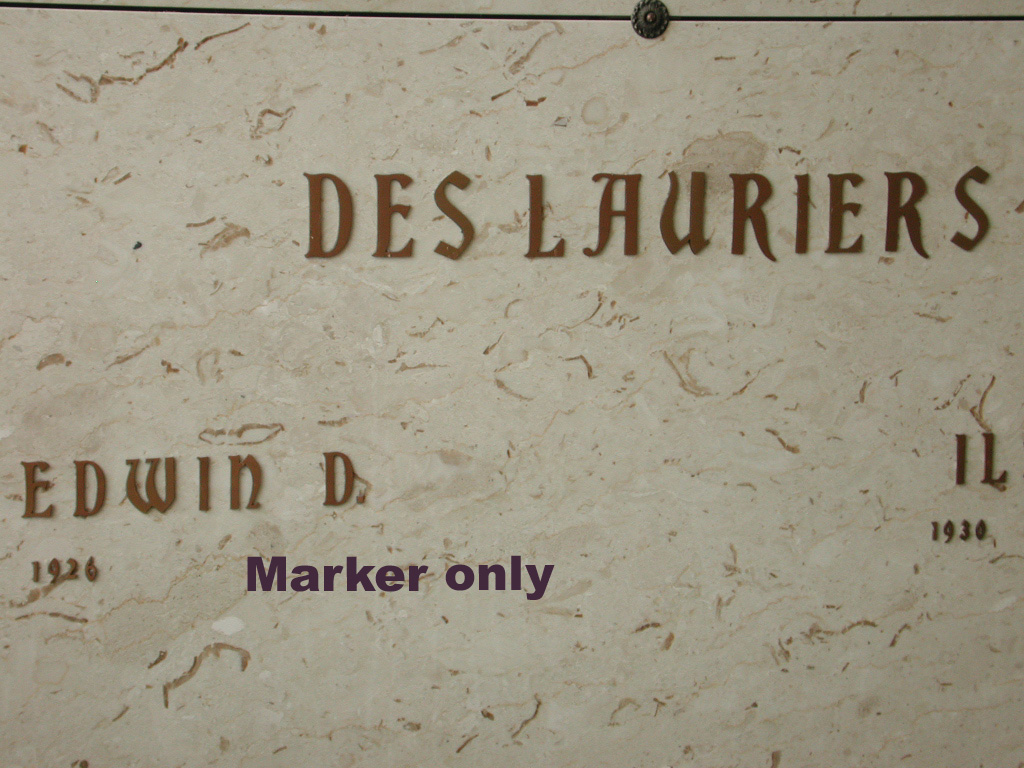 DES LAURIERS
EDWIN D. IL
1926 1930
Marker only